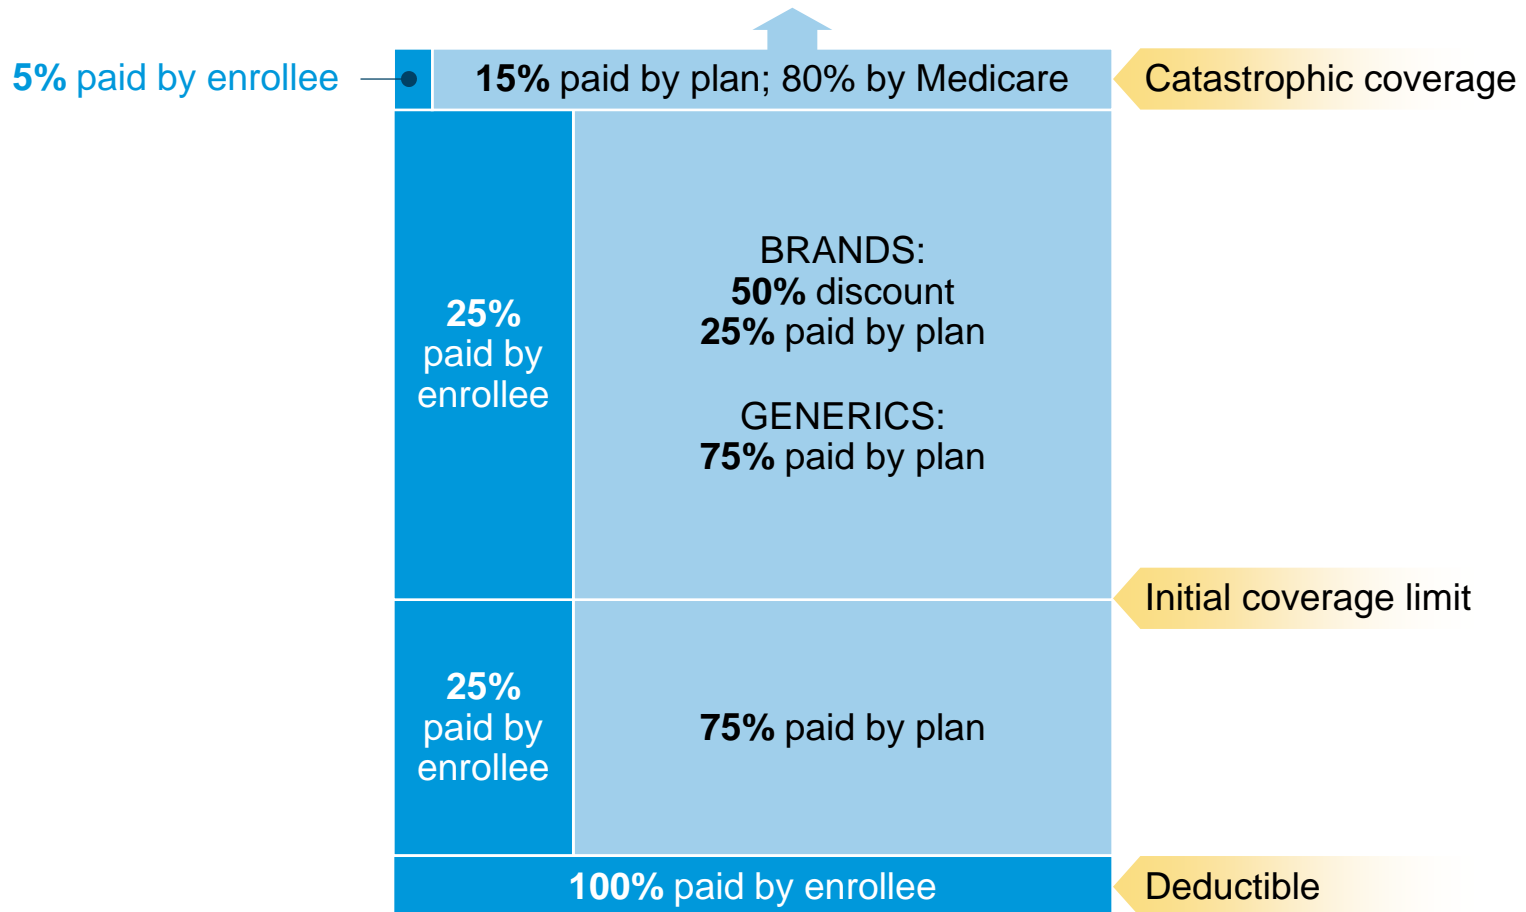 5% paid by enrollee
15% paid by plan; 80% by Medicare
Catastrophic coverage
25%
paid by
enrollee
BRANDS:
50% discount
25% paid by plan
GENERICS:
75% paid by plan
Initial coverage limit
25%
paid by
enrollee
75% paid by plan
100% paid by enrollee
Deductible